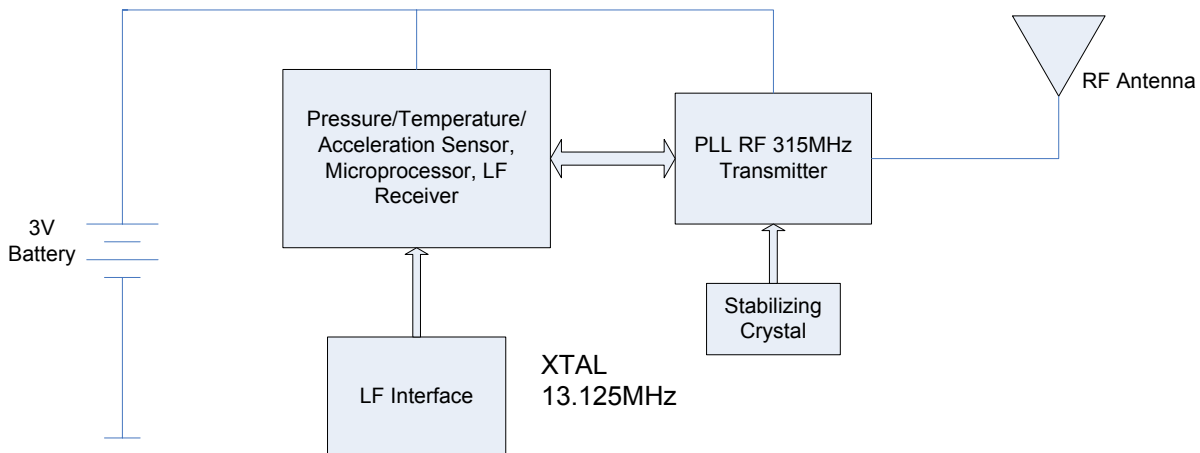 RF Antenna
Pressure/Temperature/
Acceleration Sensor,
Microprocessor, LF
Receiver
PLL RF 315MHz
Transmitter
3V
Battery
Stabilizing
Crystal
XTAL
13.125MHz
LF Interface